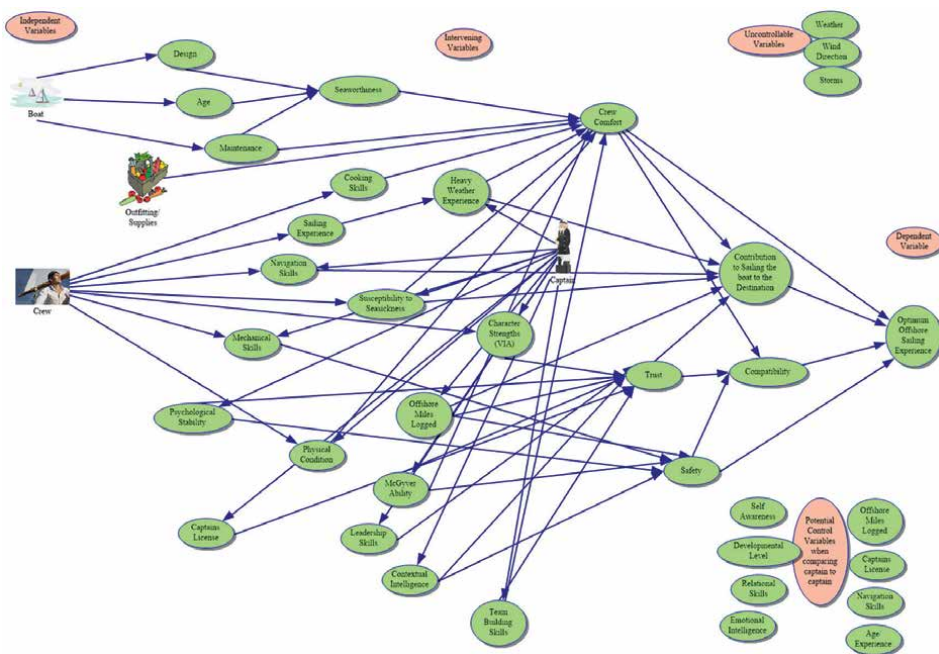 Independent
Variables
Intervening
Variables
Uncontrollable
Variables
Weather
Wind
Direction
Storms
Design
Seaworthiness
Age
Boat
Maintenance
Crew
Comfort
Outfitting/
Supplies
Cooking
Skills
Heavy
Weather
Experience
Sailing
Experience
Captain
Dependent
Variable
Navigation
Skills
Contribution
to Sailing the
boat to the
Destination
Crew
Susceptibility to
Seasickness
Mechanical
Skills
Character
Strengths
(VIA)
Optimum
Offshore
Sailing
Experience
Trust
Compatibility
Psychological
Stability
Offshore
Miles
Logged
Physical
Condition
Safety
McGyver
Ability
Captains
License
Leadership
Skills
Contextual
Intelligence
Team
Building
Skills
Self
Awareness
Developmental
Level
Relational
Skills
Emotional
Intelligence
Potential
Control
Variables
when
comparing
captain to
captain
Offshore
Miles
Logged
Captains
License
Navigation
Skills
Age/
Experience